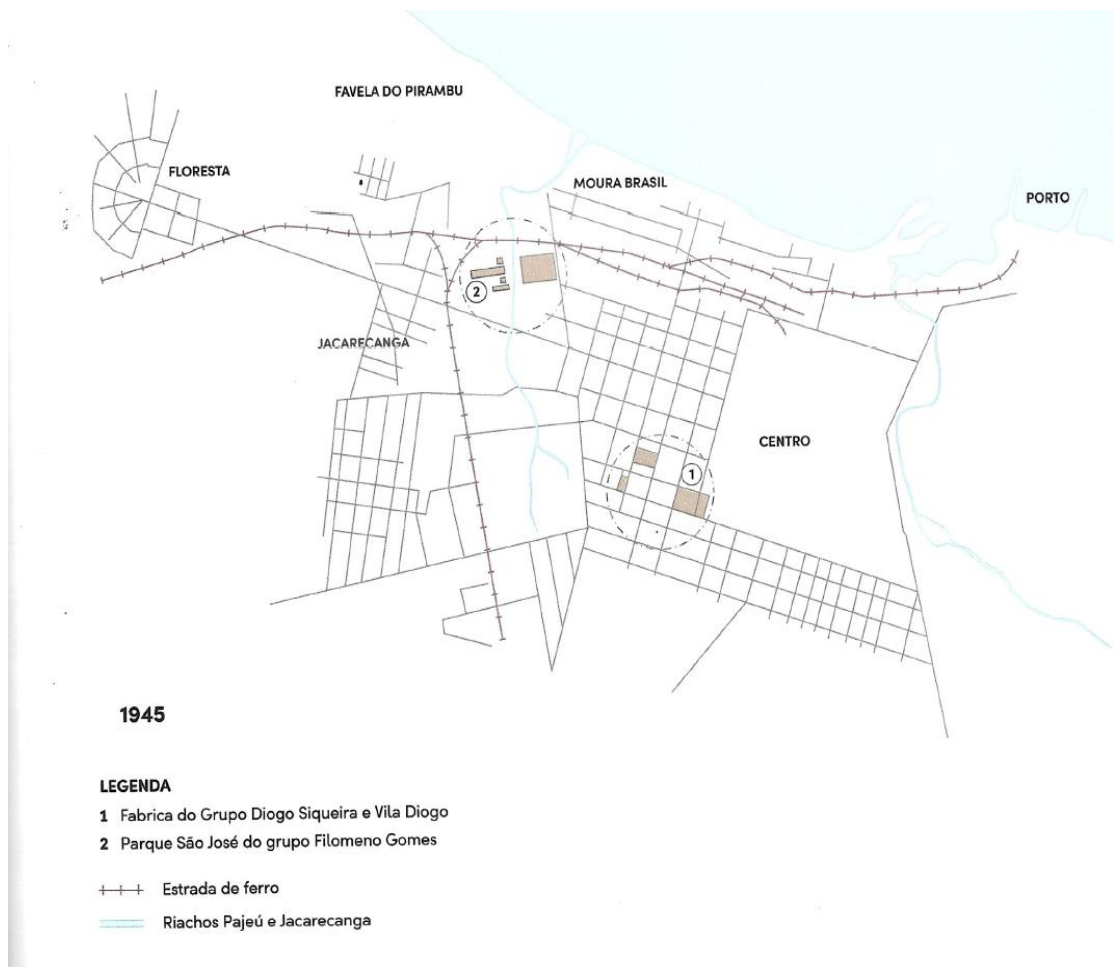 FAVELA DO PIRAMBU
FLORESTA
MOURA BRASIL
PORTO
2
JACARECANGA
CENTRO
1
1945
LEGENDA
1 Fabrica do Grupo Diogo Siqueira e Vila Diogo
2 Parque São José do grupo Filomeno Gomes
Estrada de ferro
Riachos Pajeú e Jacarecanga